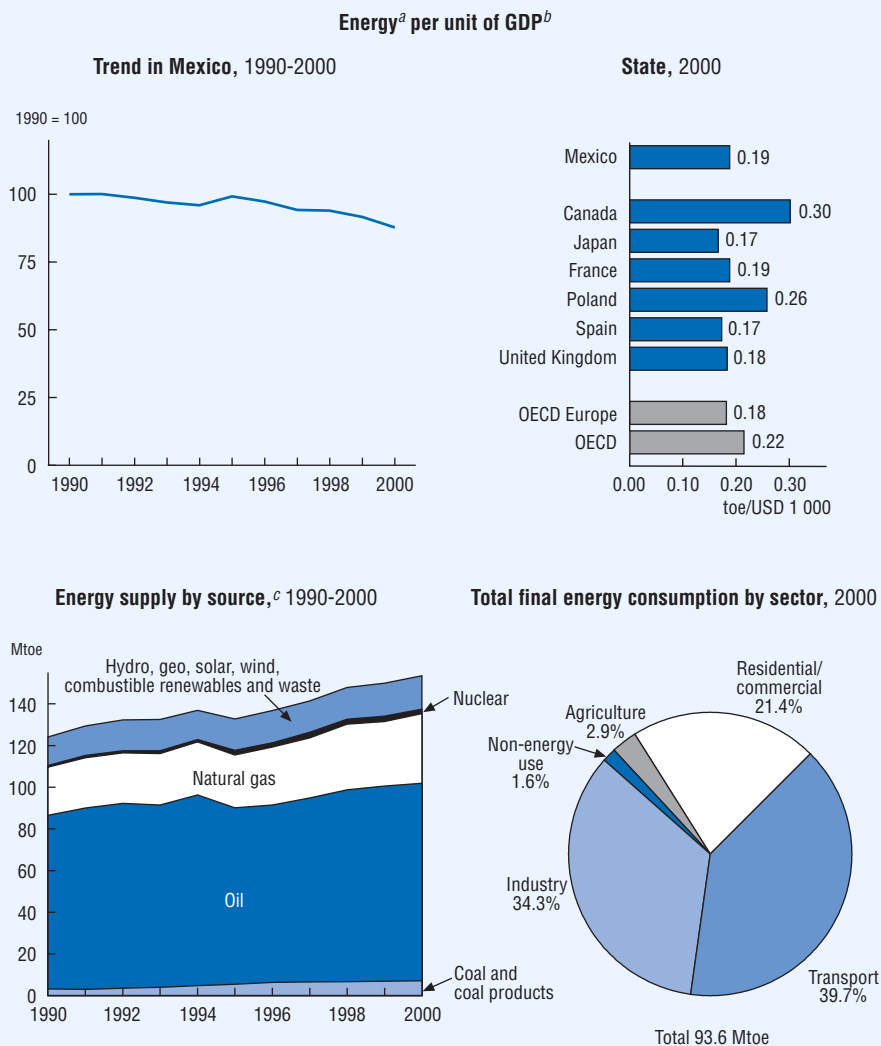 Energy^a per unit of GDP^b
Trend in Mexico, 1990-2000
1990 = 100
100
75
50
25
0
1990 1992 1994 1996 1998 2000
State, 2000
Mexico 0.19
Canada 0.30
Japan 0.17
France 0.19
Poland 0.26
Spain 0.17
United Kingdom 0.18
OECD Europe 0.18
OECD 0.22
0.00 0.10 0.20 0.30
toe/USD 1 000
Energy supply by source,^c 1990-2000
Mtoe
140
120
100
80
60
40
20
0
1990 1992 1994 1996 1998 2000
Hydro, geo, solar, wind,
combustible renewables and waste
Nuclear
Natural gas
Oil
Coal and
coal products
Total final energy consumption by sector, 2000
Residential/
commercial
21.4%
Agriculture
2.9%
Non-energy
use
1.6%
Industry
34.3%
Transport
39.7%
Total 93.6 Mtoe